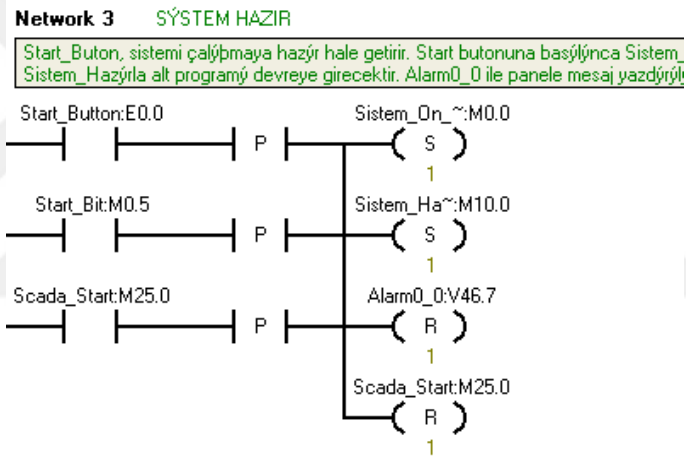 Network 3 SÝSTEM HAZIR
Start_Buton, sistemi çalýþmaya hazýr hale getirir. Start butonuna basýlýnca Sistem_
Sistem_Hazýrla alt programý devreye girecektir. Alarm0_0 ile panele mesaj yazdýrýlý
Start_Button:E0.0 Sistem_On_~:M0.0
P S
1
Start_Bit:M0.5 Sistem_Ha~:M10.0
P S
1
Scada_Start:M25.0 Alarm0_0:V46.7
P R
1
Scada_Start:M25.0
R
1